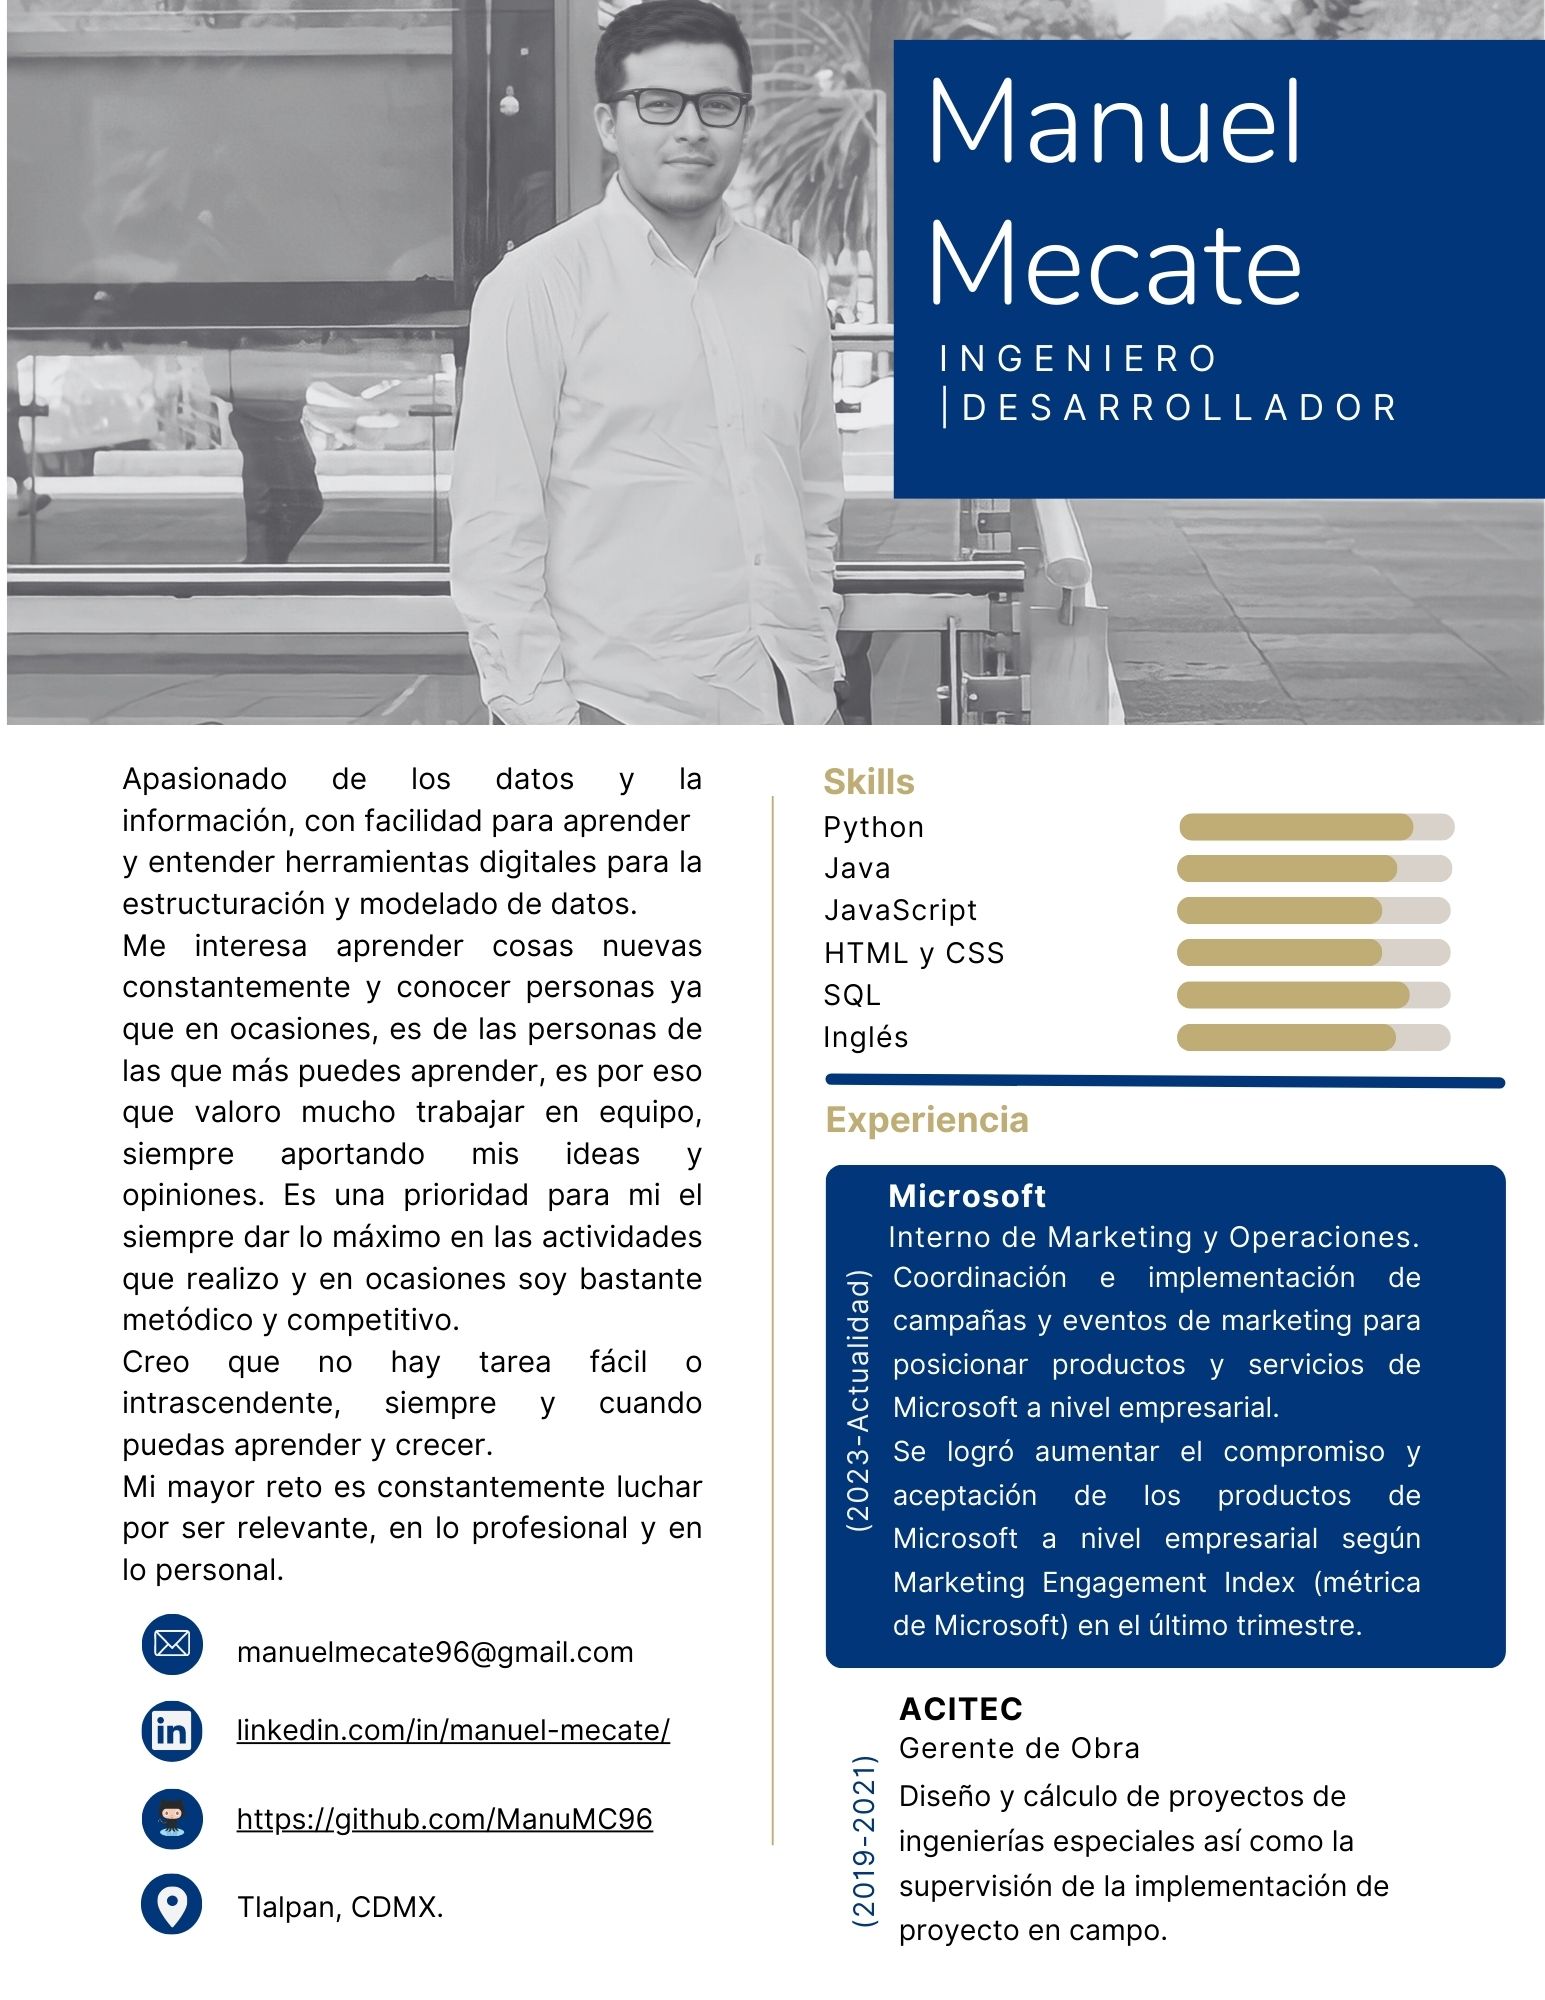 Manuel
Mecate
INGENIERO
|DESARROLLADOR
Apasionado de los datos y la
información, con facilidad para aprender
y entender herramientas digitales para la
estructuración y modelado de datos.
Me interesa aprender cosas nuevas
constantemente y conocer personas ya
que en ocasiones, es de las personas de
las que más puedes aprender, es por eso
que valoro mucho trabajar en equipo,
siempre aportando mis ideas y
opiniones. Es una prioridad para mi el
siempre dar lo máximo en las actividades
que realizo y en ocasiones soy bastante
metódico y competitivo.
Creo que no hay tarea fácil o
intrascendente, siempre y cuando
puedas aprender y crecer.
Mi mayor reto es constantemente luchar
por ser relevante, en lo profesional y en
lo personal.
manuelmecate96@gmail.com
in
linkedin.com/in/manuel-mecate/
https://github.com/ManuMC96
Tlalpan, CDMX.
Skills
Python
Java
JavaScript
HTML y CSS
SQL
Inglés
Experiencia
Microsoft
Interno de Marketing y Operaciones.
(2023-Actualidad)
Coordinación e implementación de
campañas y eventos de marketing para
posicionar productos y servicios de
Microsoft a nivel empresarial.
Se logró aumentar el compromiso y
aceptación de los productos de
Microsoft a nivel empresarial según
Marketing Engagement Index (métrica
de Microsoft) en el último trimestre.
ACITEC
Gerente de Obra
(2019-2021)
Diseño y cálculo de proyectos de
ingenierías especiales así como la
supervisión de la implementación de
proyecto en campo.